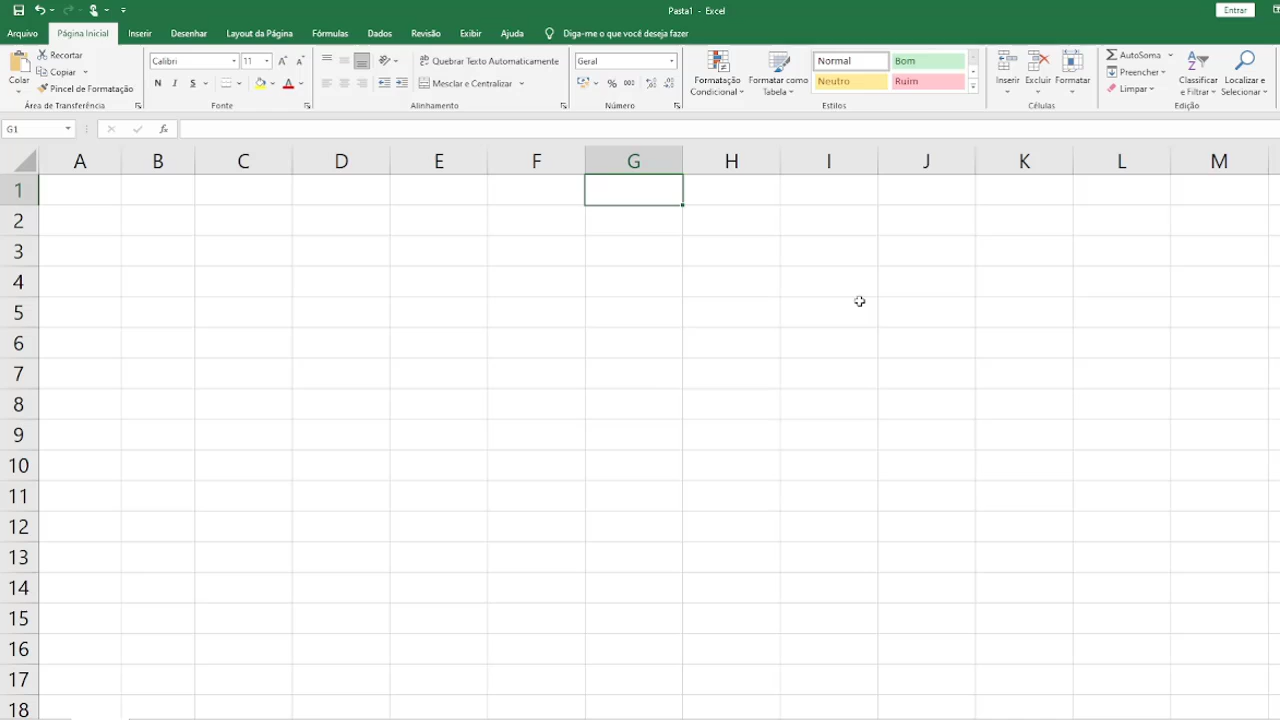 Pasta1 - Excel
Entrar
Arquivo
Página Inicial
Inserir
Desenhar
Layout da Página
Fórmulas
Dados
Revisão
Exibir
Ajuda
Diga-me o que você deseja fazer
Colar
Recortar
Copiar
Pincel de Formatação
Área de Transferência
Calibri
11
N
I
S
Fonte
Quebrar Texto Automaticamente
Mesclar e Centralizar
Alinhamento
Geral
%
000
Número
Formatação
Condicional
Formatar como
Tabela
Normal
Bom
Neutro
Ruim
Estilos
Inserir
Excluir
Formatar
Células
AutoSoma
Preencher
Limpar
Classificar
e Filtrar
Localizar e
Selecionar
Edição
G1
fx
A B C D E F G H I J K L M
1
2
3
4
5
6
7
8
9
10
11
12
13
14
15
16
17
18